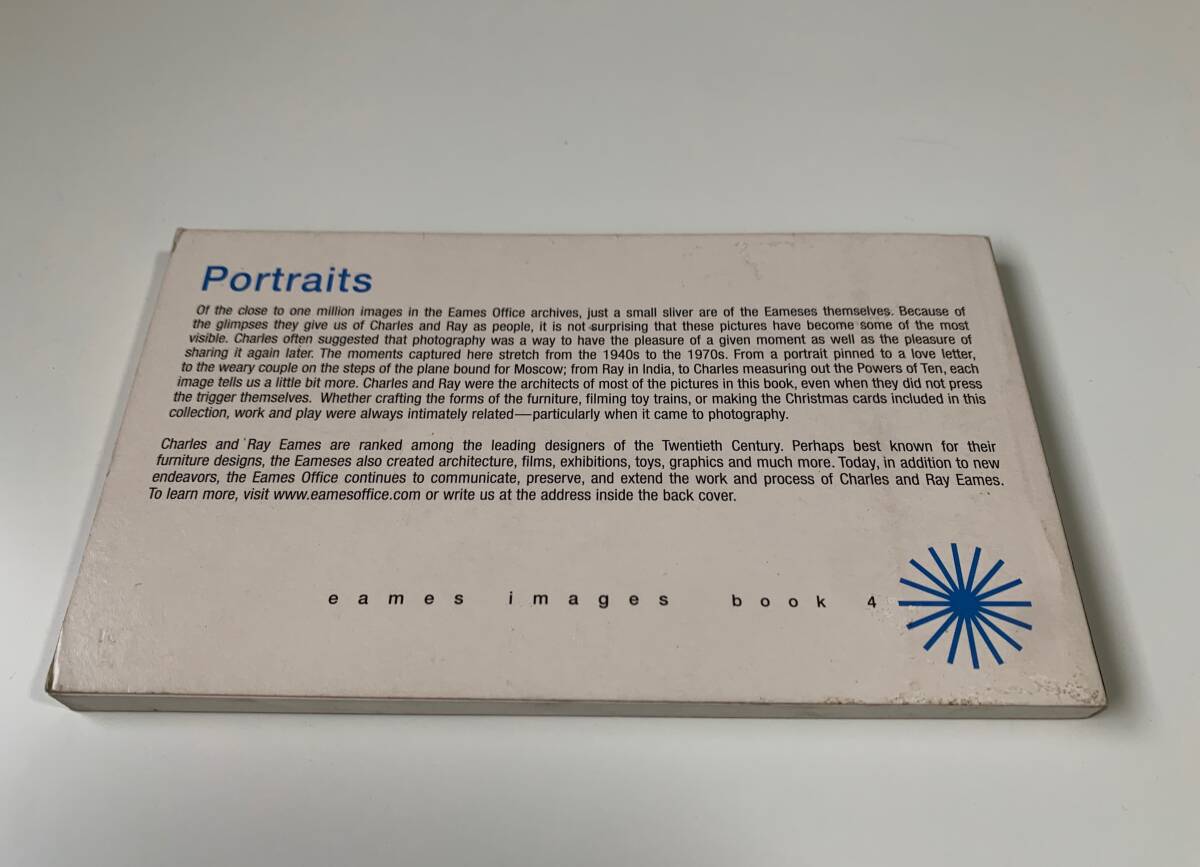 Portraits
Of the close to one million images in the Eames Office archives, just a small sliver are of the Eameses themselves. Because of
the glimpses they give us of Charles and Ray as people, it is not surprising that these pictures have become some of the most
visible. Charles often suggested that photography was a way to have the pleasure of a given moment as well as the pleasure of
sharing it again later. The moments captured here stretch from the 1940s to the 1970s. From a portrait pinned to a love letter,
to the weary couple on the steps of the plane bound for Moscow; from Ray in India, to Charles measuring out the Powers of Ten, each
image tells us a little bit more. Charles and Ray were the architects of most of the pictures in this book, even when they did not press
the trigger themselves. Whether crafting the forms of the furniture, filming toy trains, or making the Christmas cards included in this
collection, work and play were always intimately related—particularly when it came to photography.
Charles and Ray Eames are ranked among the leading designers of the Twentieth Century. Perhaps best known for their
furniture designs, the Eameses also created architecture, films, exhibitions, toys, graphics and much more. Today, in addition to new
endeavors, the Eames Office continues to communicate, preserve, and extend the work and process of Charles and Ray Eames.
To learn more, visit www.eamesoffice.com or write us at the address inside the back cover.
eames images book 4